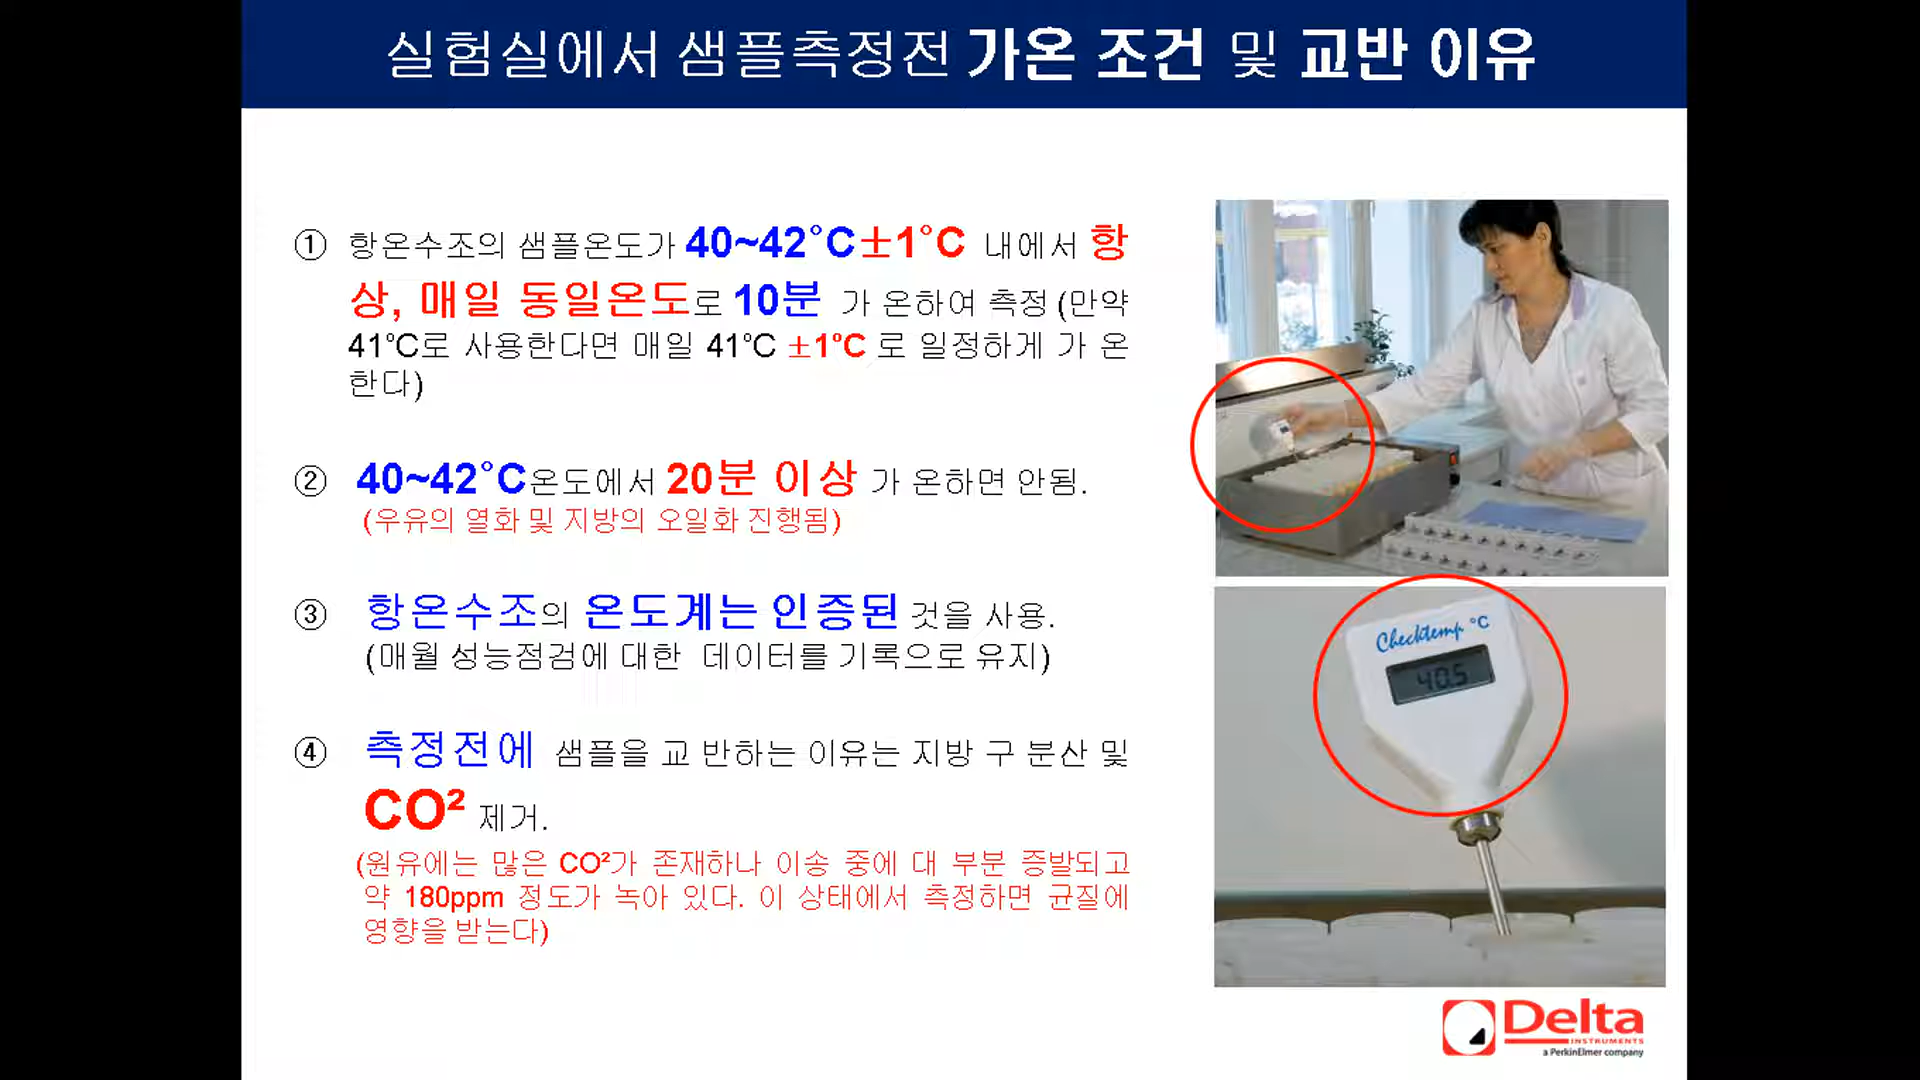 실험실에서 샘플측정전 가온 조건 및 교반 이유
① 항온수조의 샘플온도가 40~42°C±1°C 내에서 항
상, 매일 동일온도로 10분 가 온하여 측정 (만약
41℃로 사용한다면 매일 41℃ ±1℃ 로 일정하게 가 온
한다)
② 40~42°C온도에서 20분 이상 가 온하면 안됨.
(우유의 열화 및 지방의 오일화 진행됨)
③ 항온수조의 온도계는 인증된 것을 사용.
(매월 성능점검에 대한 데이터를 기록으로 유지)
④ 측정전에 샘플을 교 반하는 이유는 지방 구 분산 및
CO² 제거.
(원유에는 많은 CO²가 존재하나 이송 중에 대 부분 증발되고
약 180ppm 정도가 녹아 있다. 이 상태에서 측정하면 균질에
영향을 받는다)
Checktemp °C
40.5
Delta
INSTRUMENTS
a PerkinElmer company